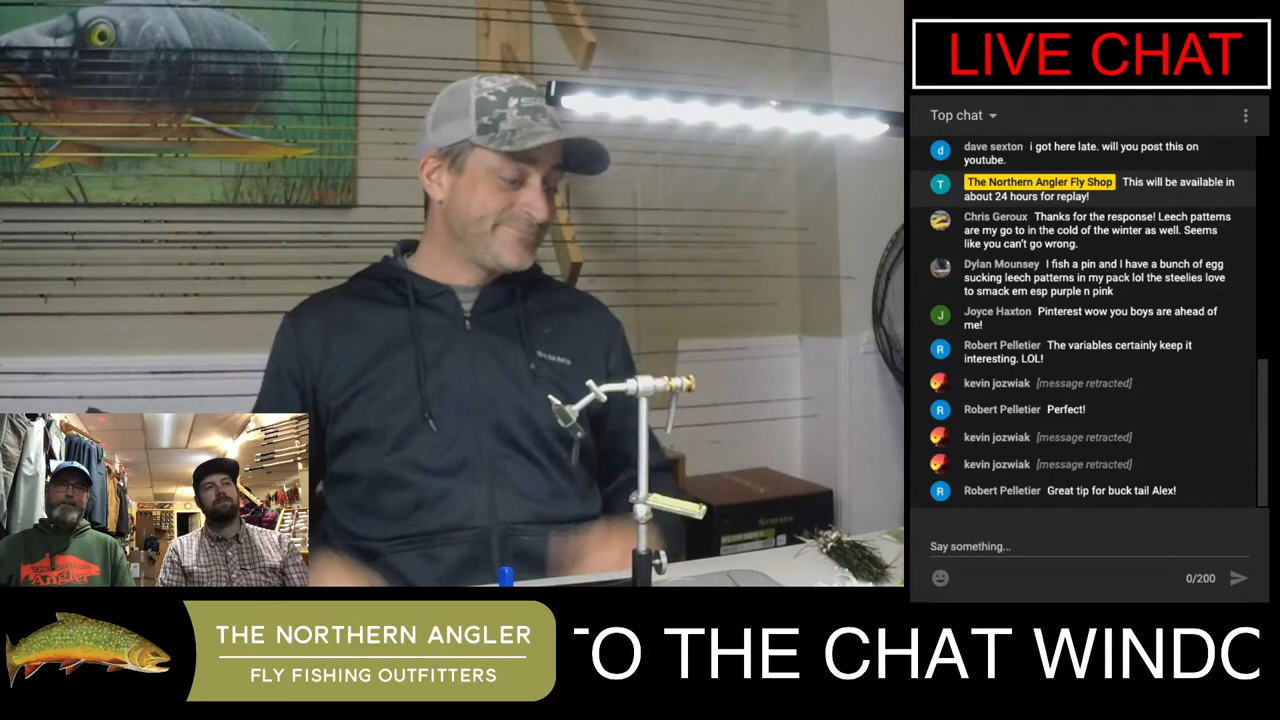 LIVE CHAT
Top chat
dave sexton i got here late. will you post this on
youtube.
The Northern Angler Fly Shop This will be available in
about 24 hours for replay!
Chris Geroux Thanks for the response! Leech patterns
are my go to in the cold of the winter as well. Seems
like you can't go wrong.
Dylan Mounsey I fish a pin and I have a bunch of egg
sucking leech patterns in my pack lol the steelies love
to smack em esp purple n pink
Joyce Haxton Pinterest wow you boys are ahead of
me!
Robert Pelletier The variables certainly keep it
interesting. LOL!
kevin jozwiak [message retracted]
Robert Pelletier Perfect!
kevin jozwiak [message retracted]
kevin jozwiak [message retracted]
Robert Pelletier Great tip for buck tail Alex!
Say something...
0/200
d
T
J
R
R
R
SIMMS
SIMMS
Angler
THE NORTHERN ANGLER
FLY FISHING OUTFITTERS
TO THE CHAT WINDO